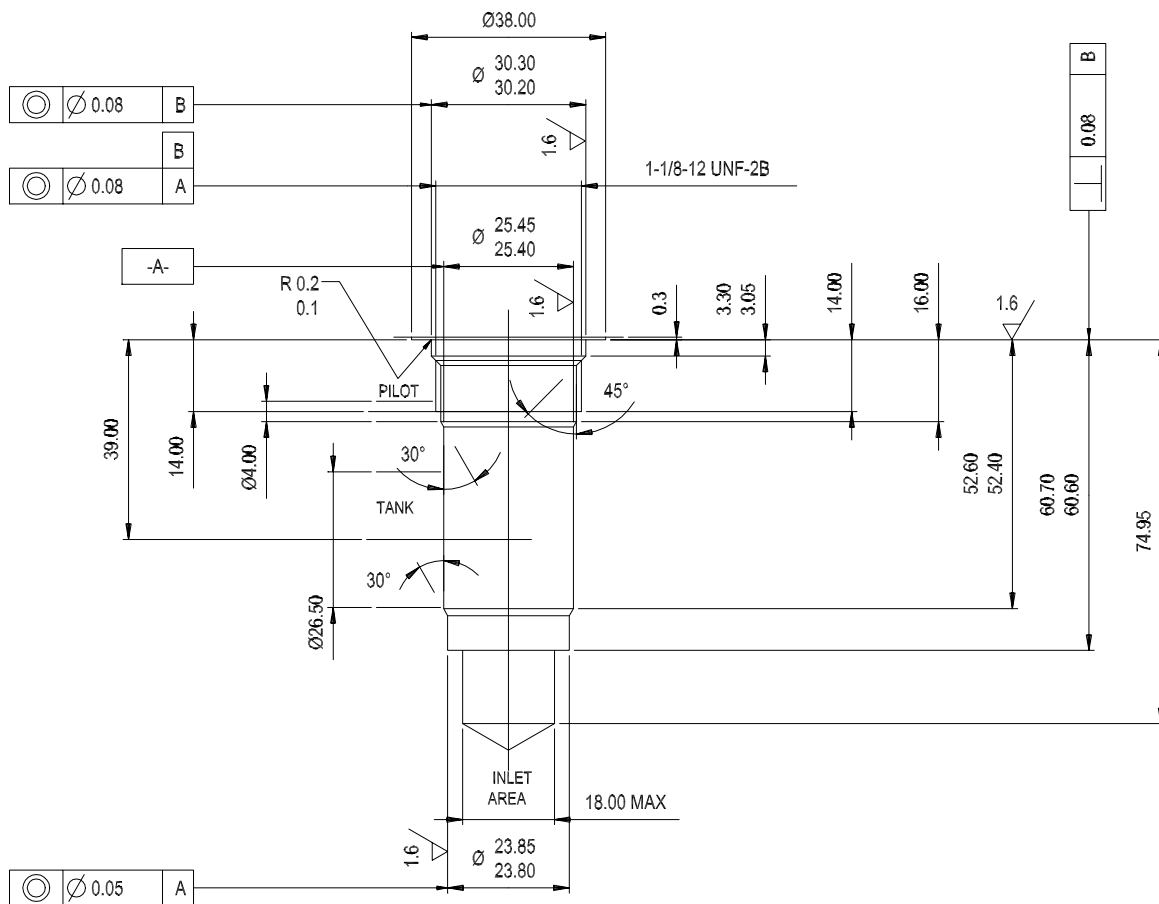 Ø38.00
Ø 30.30
30.20
⌀ 0.08 B
B
⌀ 0.08 A
1.6
1-1/8-12 UNF-2B
B
0.08
Ø 25.45
25.40
-A-
R 0.2
0.1
1.6
0.3
3.30
3.05
14.00
16.00
1.6
PILOT
45°
39.00
14.00
Ø4.00
30°
TANK
52.60
52.40
60.70
60.60
74.95
30°
Ø26.50
INLET
AREA
18.00 MAX
1.6
Ø 23.85
23.80
⌀ 0.05 A